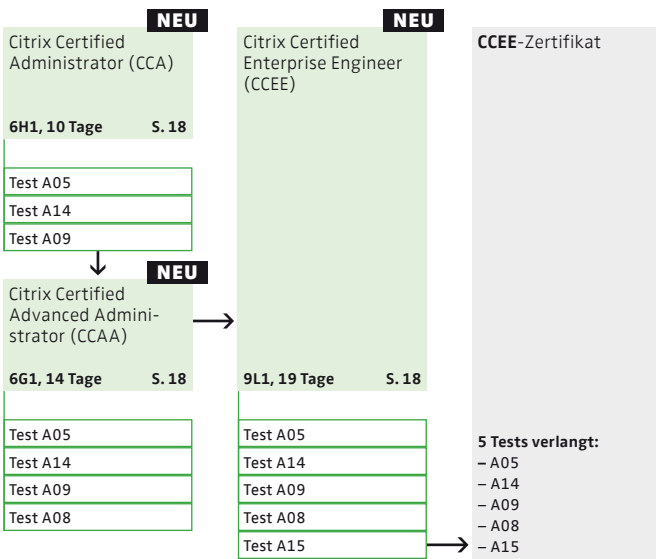 NEU
Citrix Certified
Administrator (CCA)
6H1, 10 Tage S. 18
Test A05
Test A14
Test A09
NEU
Citrix Certified
Advanced Admini-
strator (CCAA)
6G1, 14 Tage S. 18
Test A05
Test A14
Test A09
Test A08
NEU
Citrix Certified
Enterprise Engineer
(CCEE)
9L1, 19 Tage S. 18
Test A05
Test A14
Test A09
Test A08
Test A15
CCEE-Zertifikat
5 Tests verlangt:
– A05
– A14
– A09
– A08
– A15